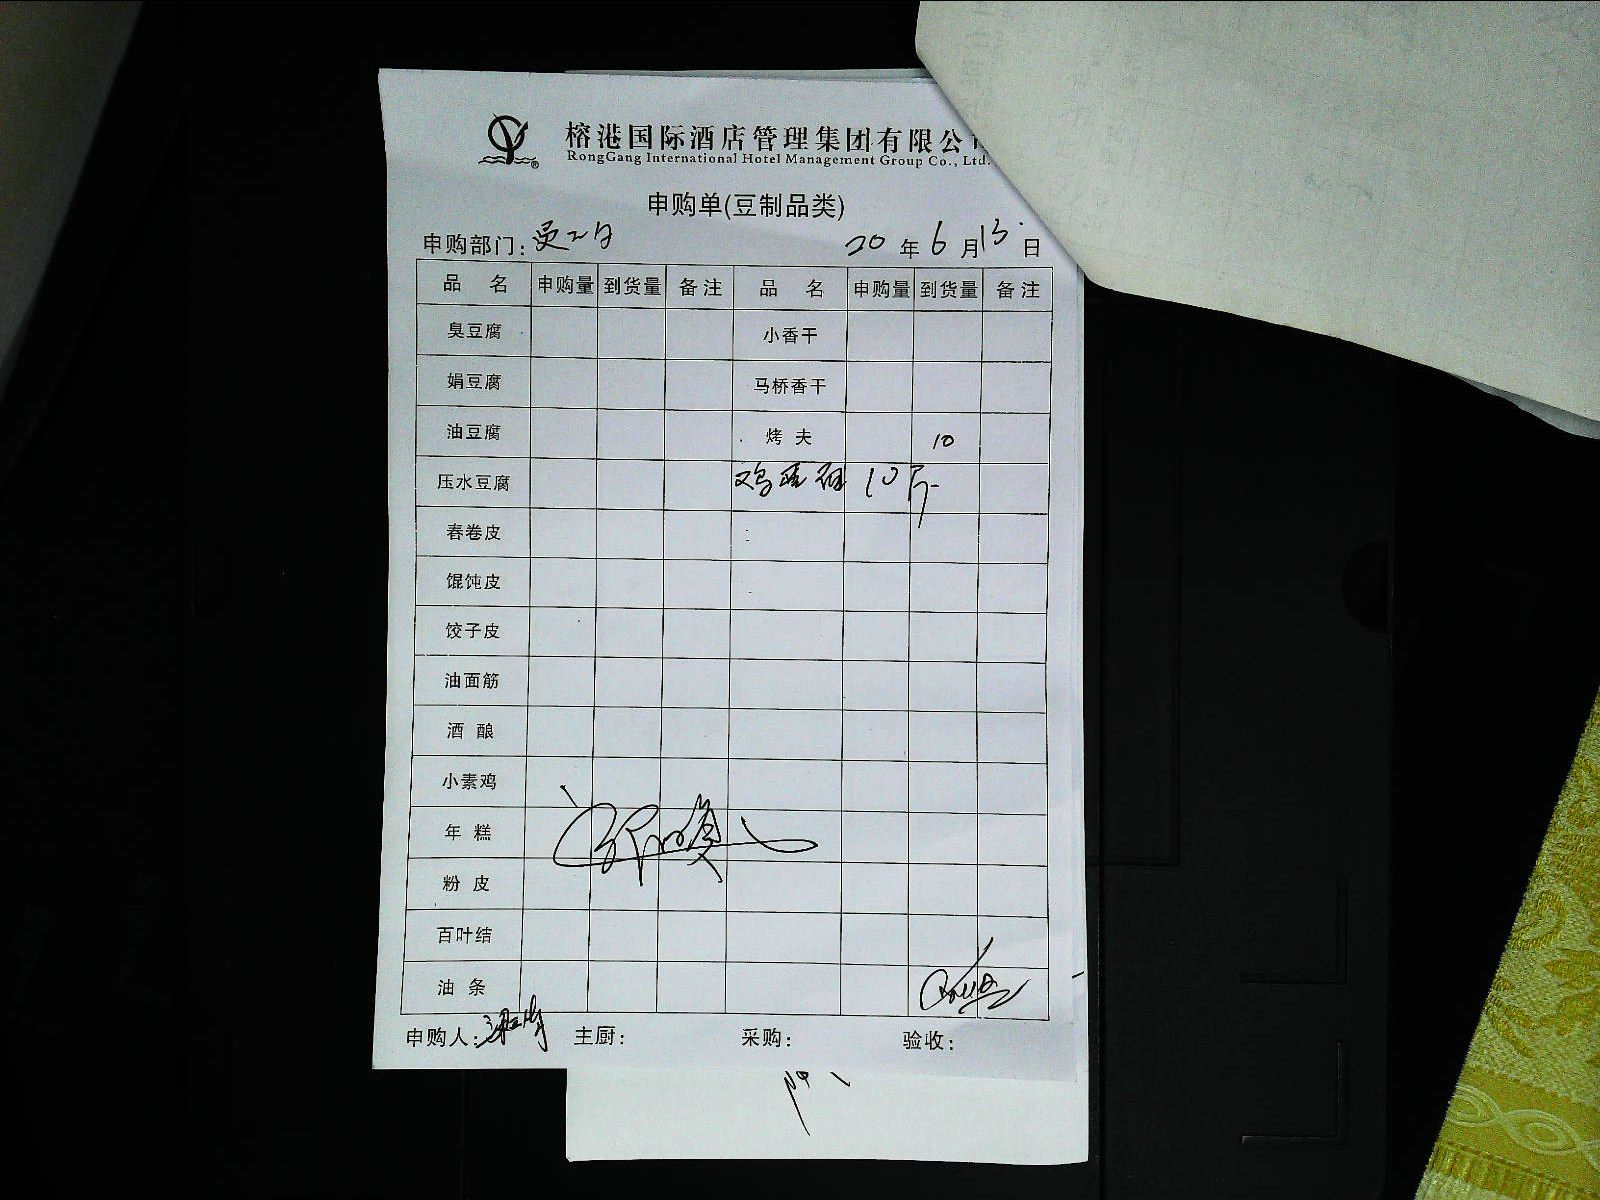 榕港国际酒店管理集团有限公
RongGang International Hotel Management Group Co., Ltd.
申购单(豆制品类)
申购部门: 20 年 6 月 13 日
品 名 申购量 到货量 备注 品 名 申购量 到货量 备注
臭豆腐 小香干
娟豆腐 马桥香干
油豆腐 烤 夫 10
压水豆腐 10斤
春卷皮
馄饨皮
饺子皮
油面筋
酒 酿
小素鸡
年 糕
粉 皮
百叶结
油 条
申购人: 主厨: 采购: 验收: